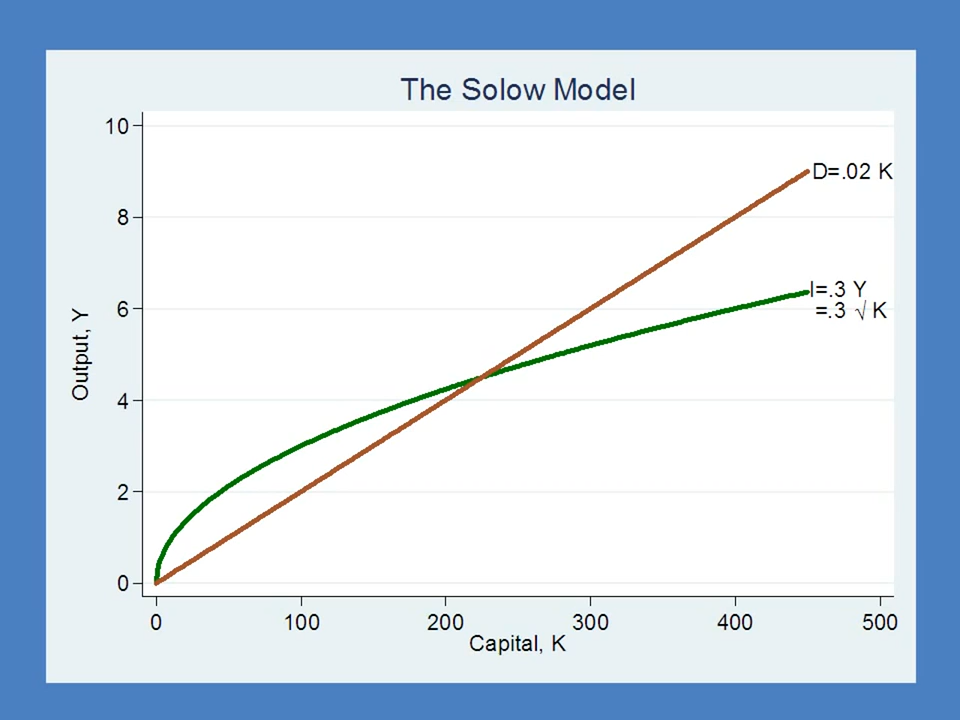 The Solow Model
10
8
6
4
2
0
Output, Y
D=.02 K
I=.3 Y
=.3 √ K
0 100 200 300 400 500
Capital, K